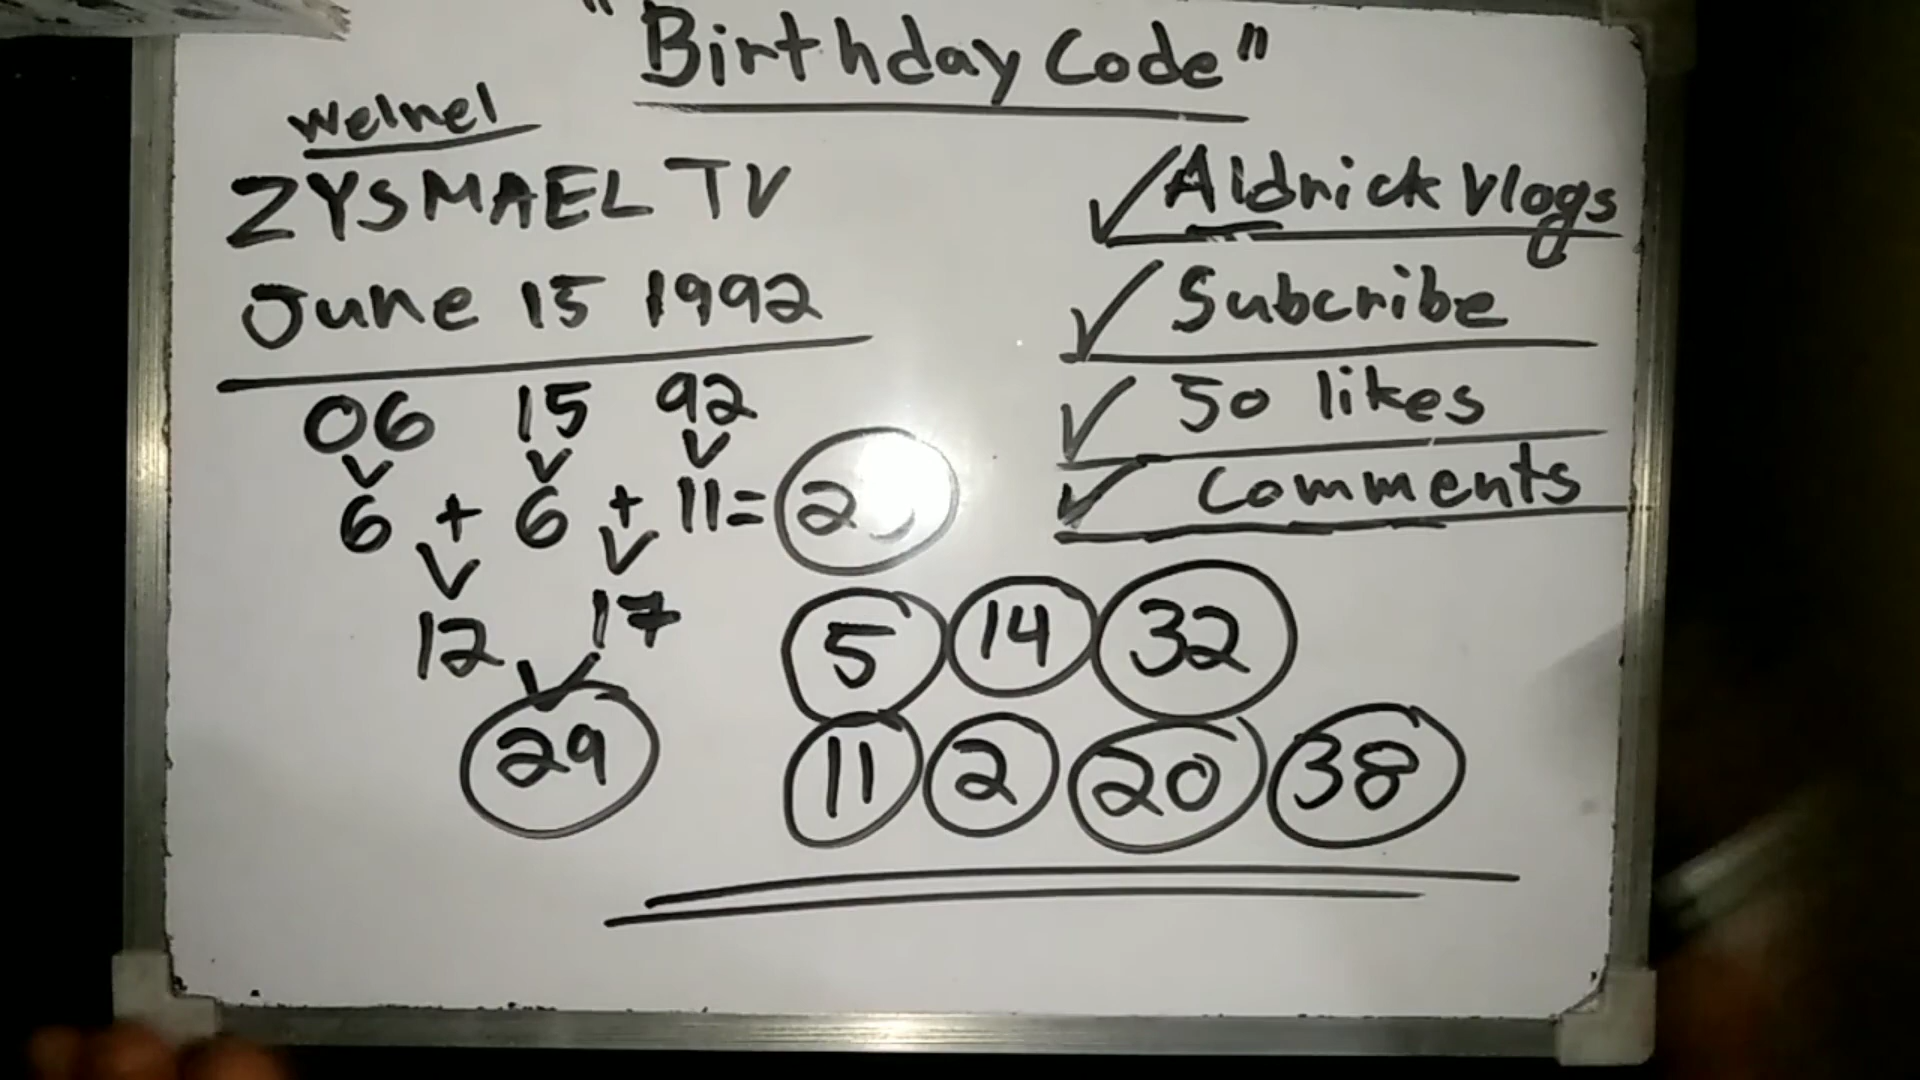 "Birthday Code"
Welnel
ZYSMAEL TV
June 15 1992
06 15 92
6 + 6 + 11 = 2
12 17
29
✓ Aldrick Vlogs
✓ Subcribe
✓ 50 likes
✓ Comments
5 14 32
11 2 20 38